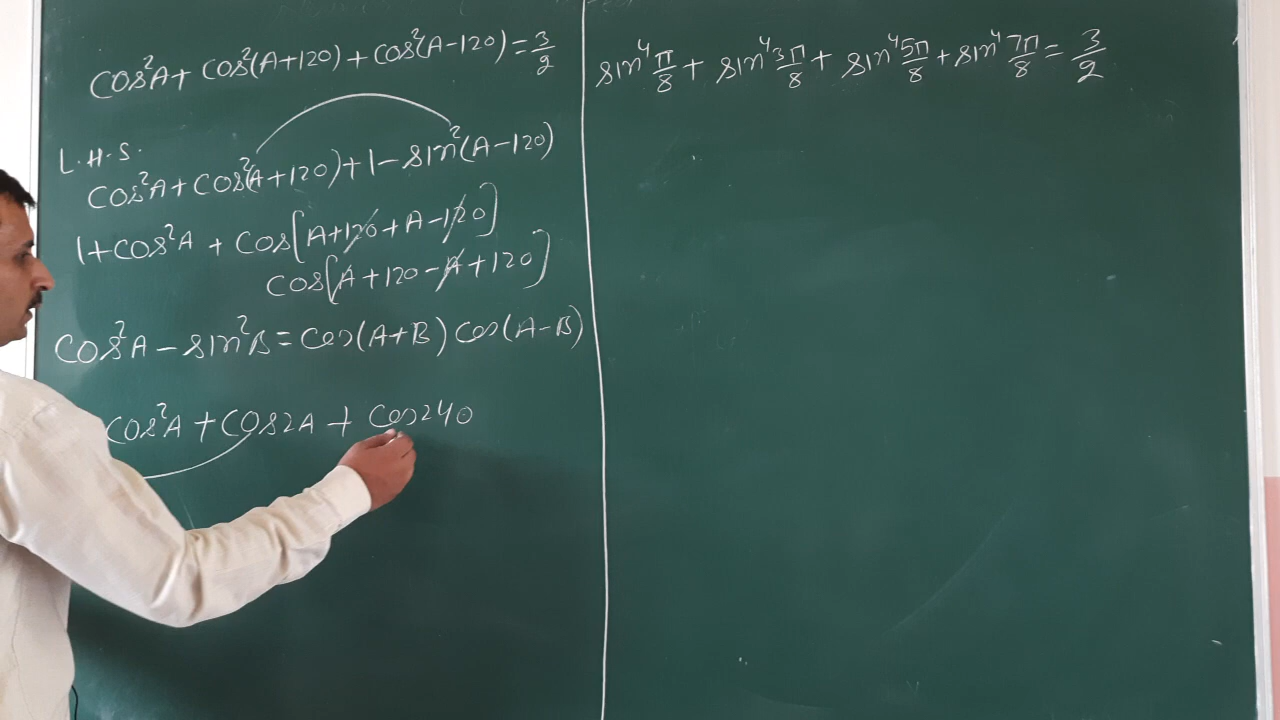 cos²A + cos²(A+120) + cos²(A-120) = 3/2
L.H.S.
cos²A + cos²(A+120) + 1 - sin²(A-120)
1 + cos²A + cos[A+120+A-120]
cos[A+120-A+120]
cos²A - sin²B = cos(A+B) cos(A-B)
cos²A + cos2A + cos240
sin⁴ π/8 + sin⁴ 3π/8 + sin⁴ 5π/8 + sin⁴ 7π/8 = 3/2